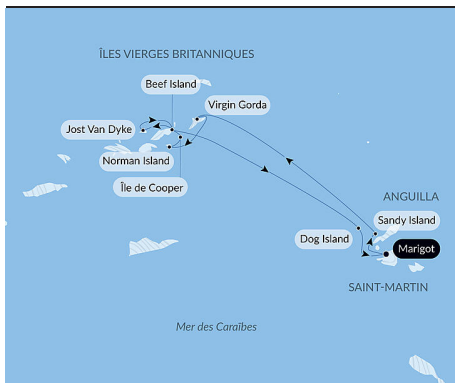 ÎLES VIERGES BRITANNIQUES
Beef Island
Virgin Gorda
Jost Van Dyke
Norman Island
Île de Cooper
ANGUILLA
Sandy Island
Dog Island
Marigot
SAINT-MARTIN
Mer des Caraïbes